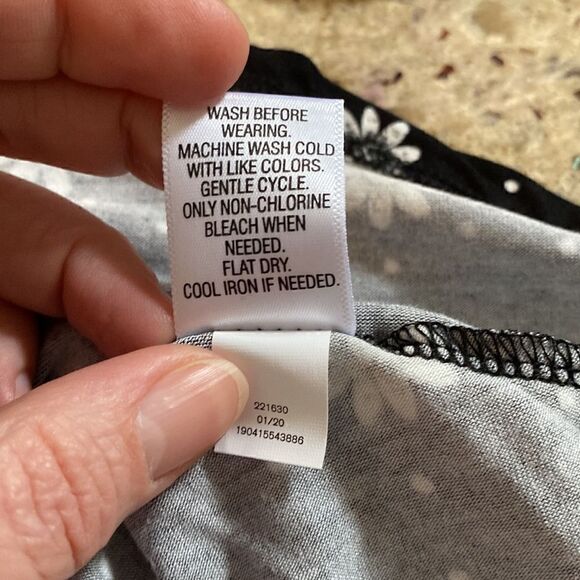 WASH BEFORE
WEARING.
MACHINE WASH COLD
WITH LIKE COLORS.
GENTLE CYCLE.
ONLY NON-CHLORINE
BLEACH WHEN
NEEDED.
FLAT DRY.
COOL IRON IF NEEDED.
221630
01/20
190415543886